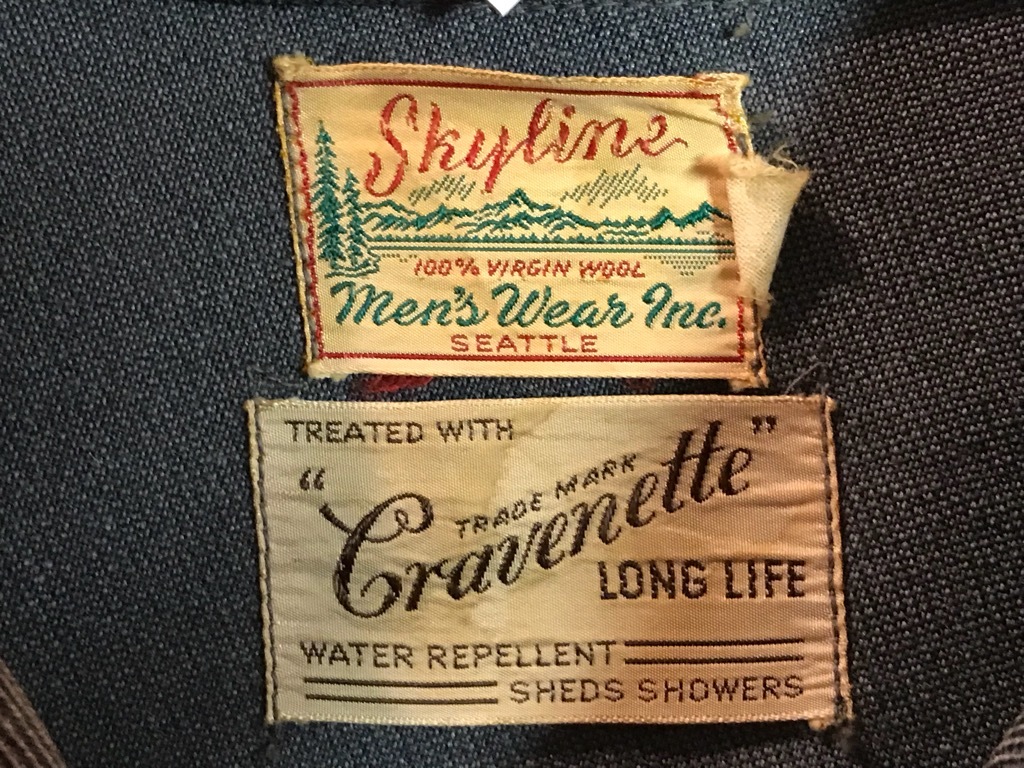 Skyline
100% VIRGIN WOOL
Men's Wear Inc.
SEATTLE
TREATED WITH
"Cravenette"
TRADE MARK
LONG LIFE
WATER REPELLENT
SHEDS SHOWERS